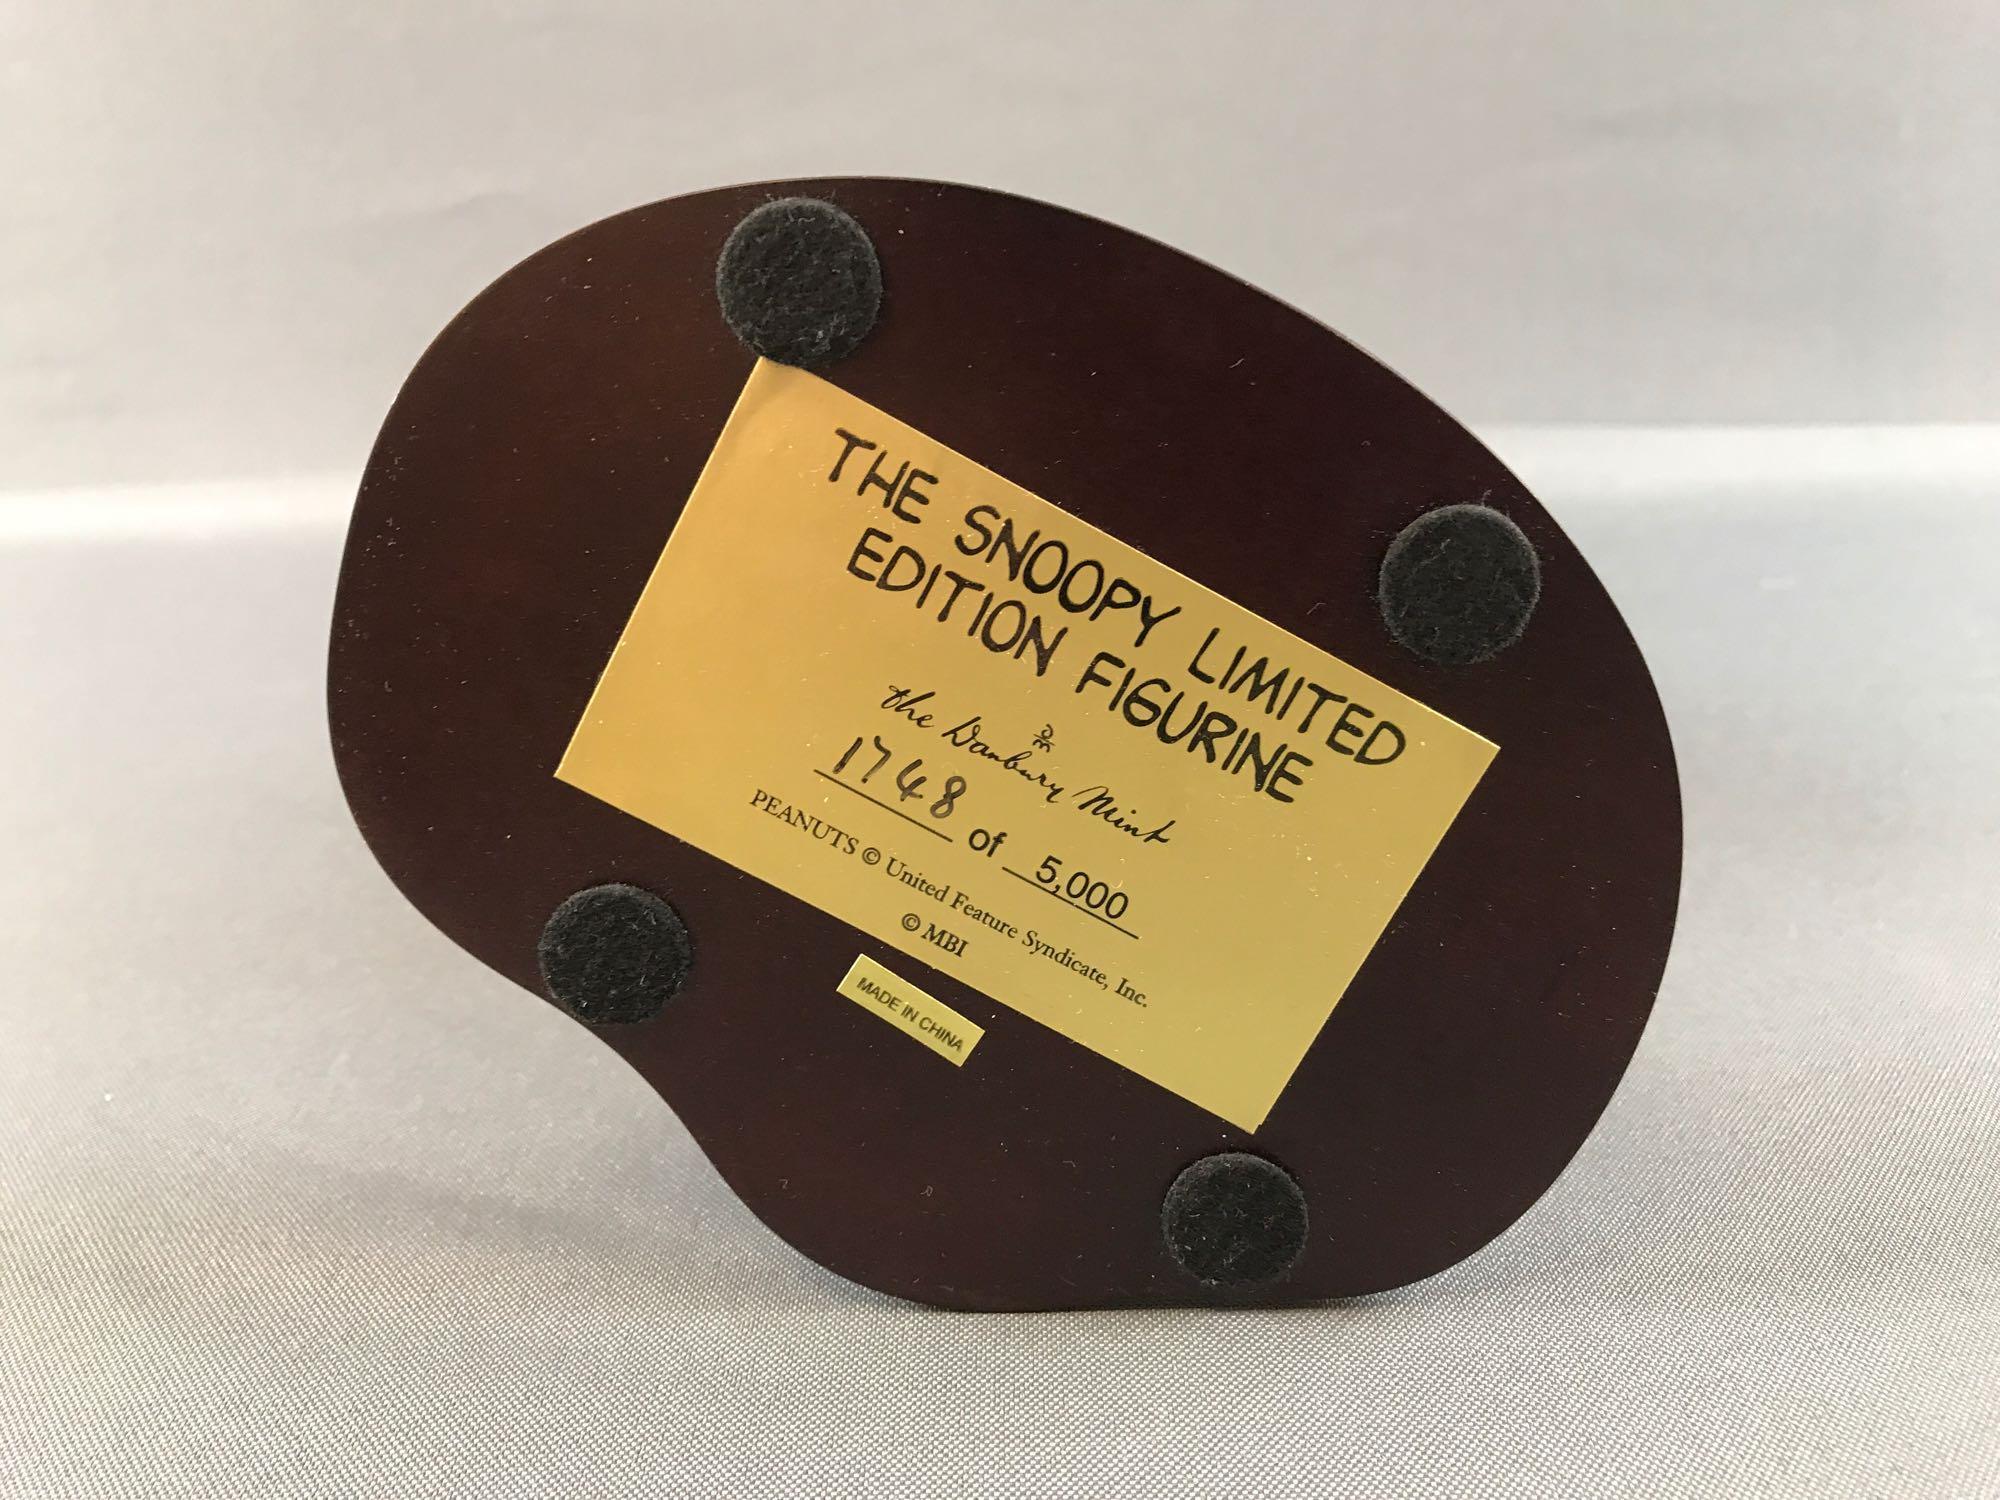 THE SNOOPY LIMITED
EDITION FIGURINE
the Danbury Mint
1748 of 5,000
PEANUTS © United Feature Syndicate, Inc.
© MBI
MADE IN CHINA